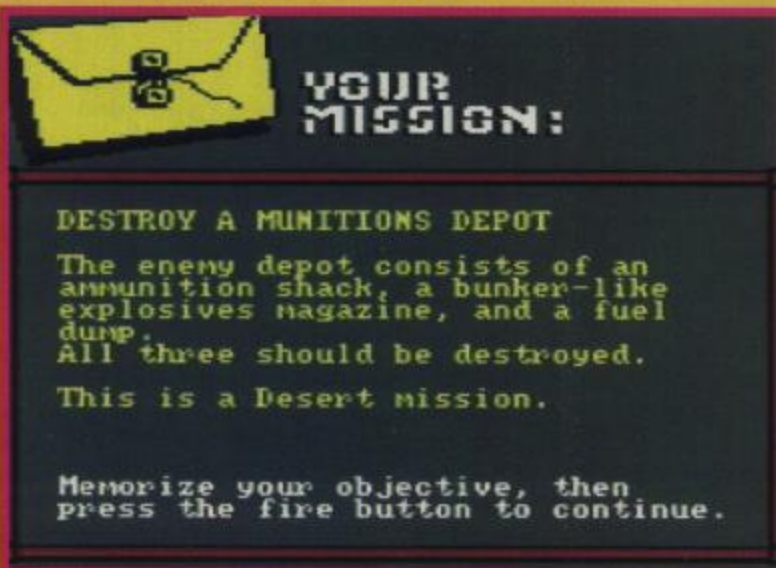 YOUR
MISSION:
DESTROY A MUNITIONS DEPOT
The enemy depot consists of an
ammunition shack, a bunker-like
explosives magazine, and a fuel
dump.
All three should be destroyed.
This is a Desert mission.
Memorize your objective, then
press the fire button to continue.